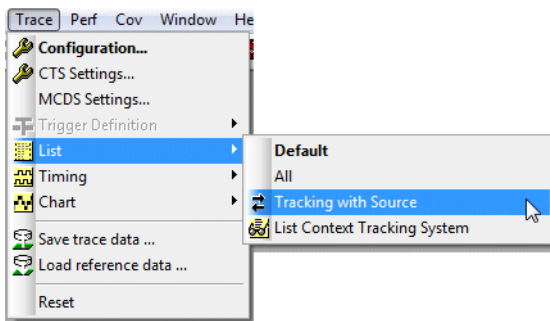 Trace Perf Cov Window He
Configuration...
CTS Settings...
MCDS Settings...
Trigger Definition
List
Timing
Chart
Save trace data ...
Load reference data ...
Reset
Default
All
Tracking with Source
List Context Tracking System